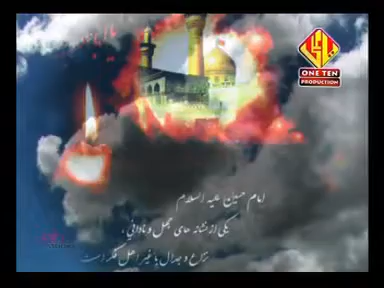 ONE TEN
PRODUCTION
امام حسین علیه السلام
یکی از نشانه های جهل و نادانی ،
نزاع و جدال با غیر اهل فکر است